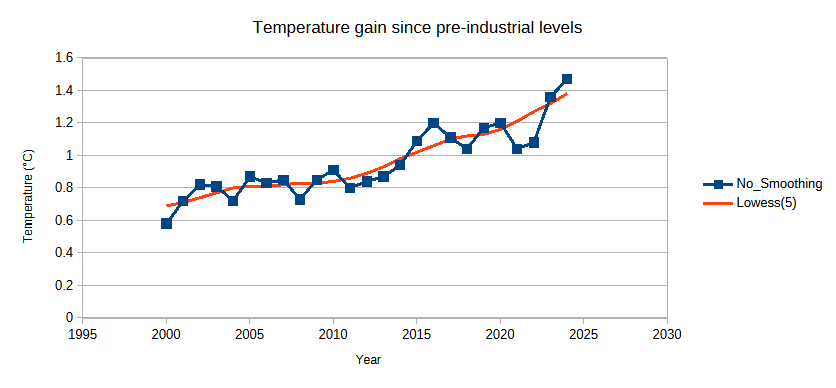 Temperature gain since pre-industrial levels
1.6
1.4
1.2
1
0.8
0.6
0.4
0.2
0
Temperature (°C)
1995 2000 2005 2010 2015 2020 2025 2030
Year
No_Smoothing
Lowess(5)